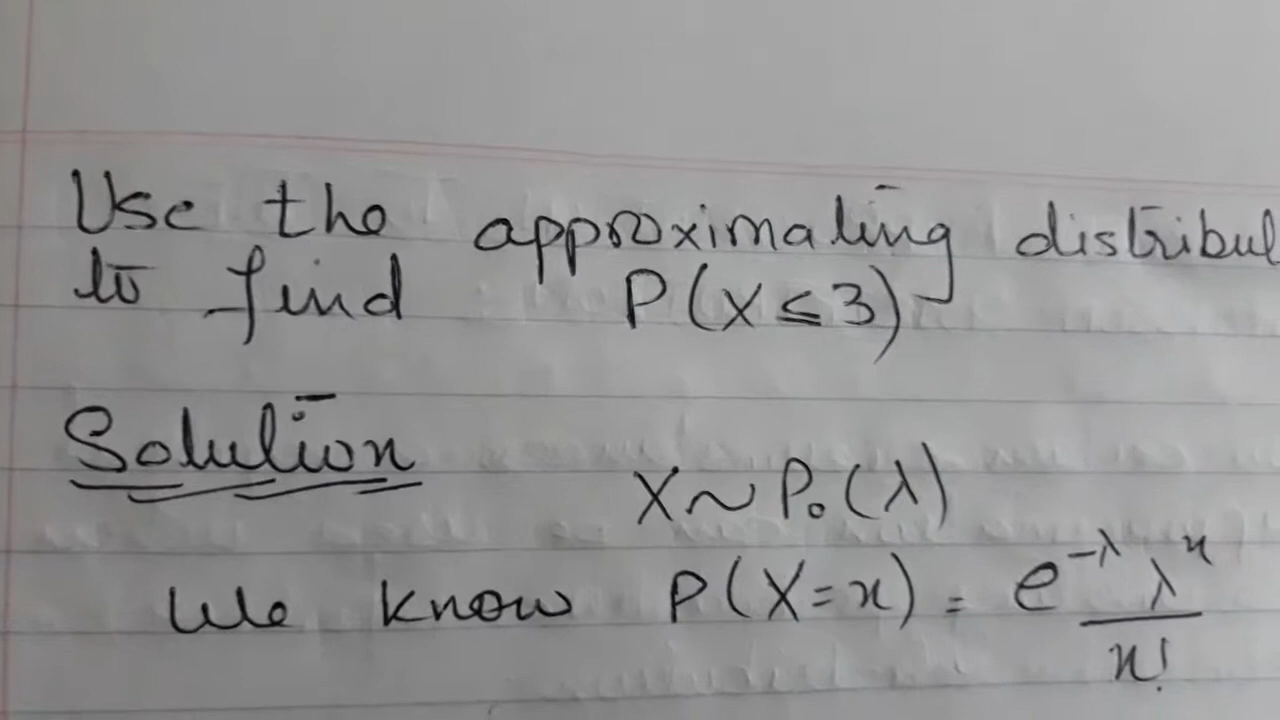 Use the approximating distribut
to find P(X ≤ 3)
Solution
X ~ Po(λ)
We know P(X=x) = e^{-λ} λ^x / x!